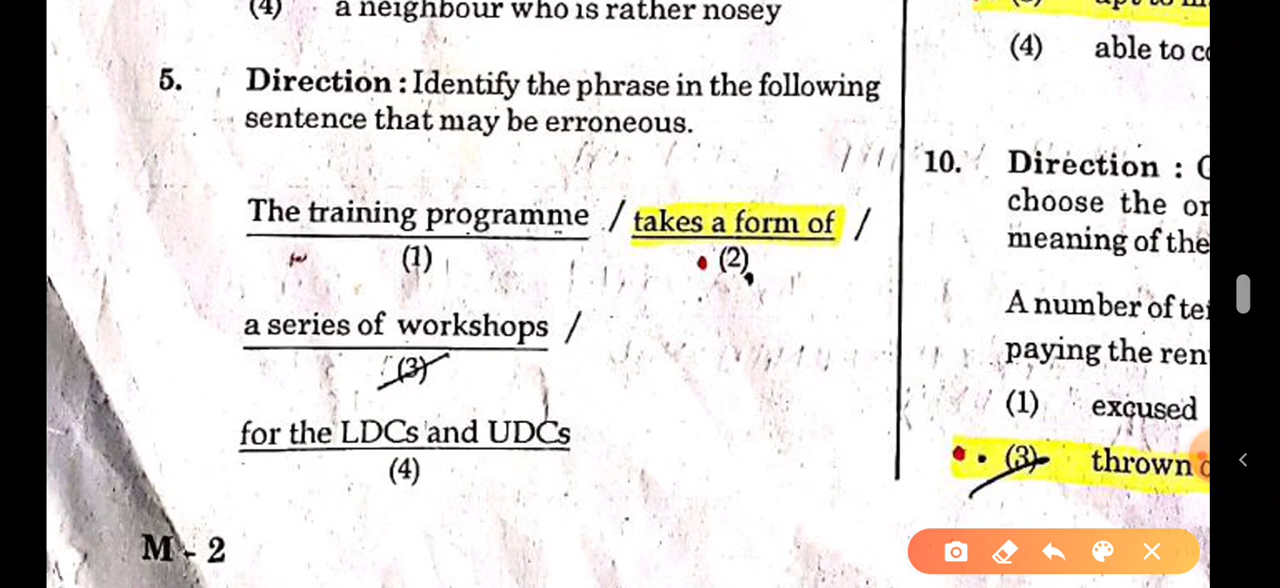 (4) a neighbour who is rather nosey
5. Direction : Identify the phrase in the following
sentence that may be erroneous.
The training programme / takes a form of /
(1) (2)
a series of workshops /
(3)
for the LDCs and UDCs
(4)
M - 2
(4) able to
10. Direction :
choose the
meaning of the
A number of
paying the
(1) excused
(3) thrown